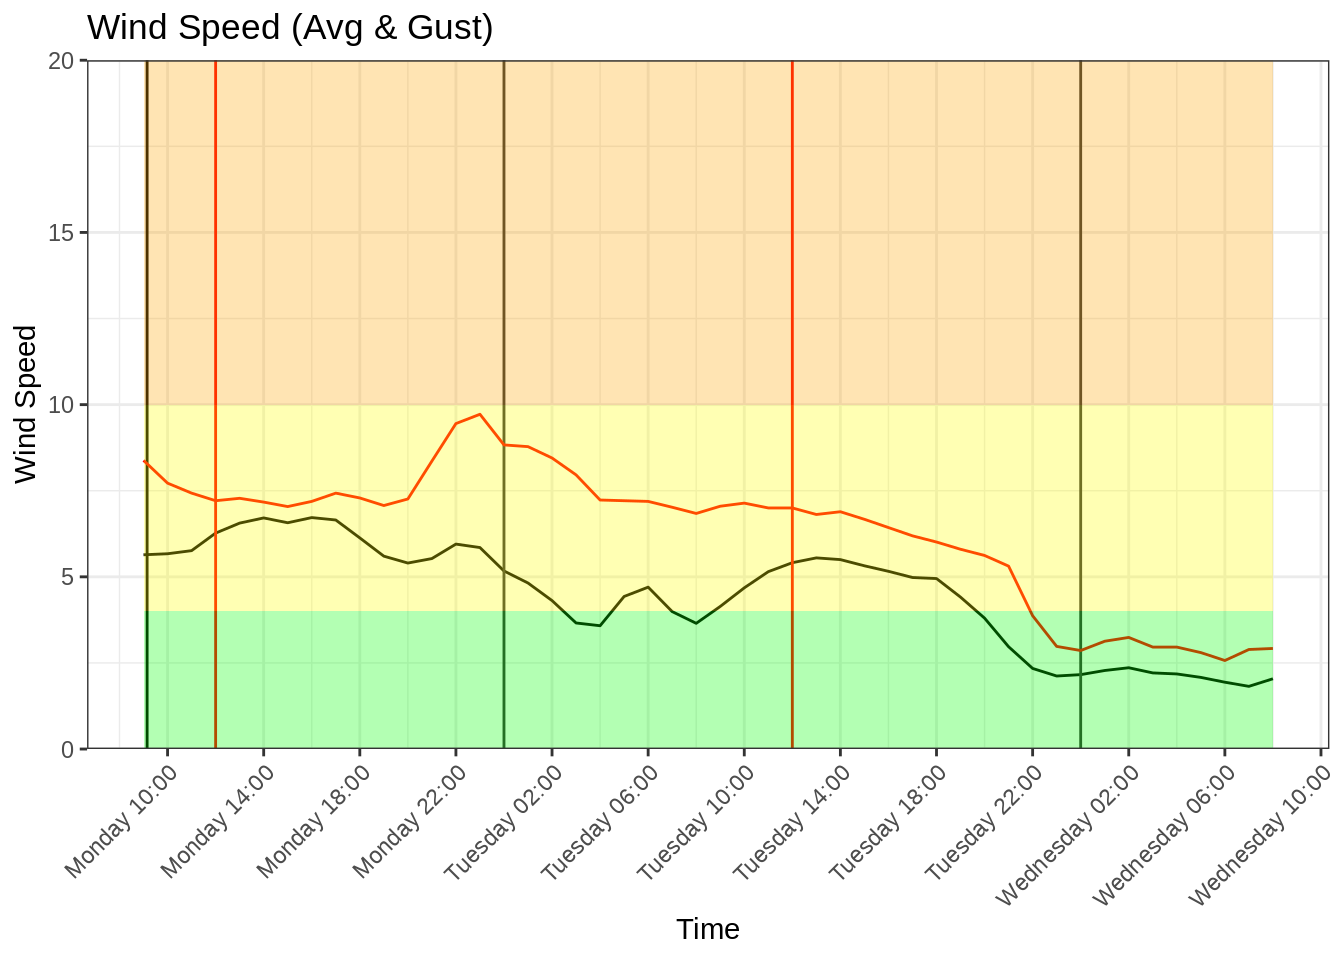 Wind Speed (Avg & Gust)
20
15
10
5
0
Wind Speed
Monday 10:00
Monday 14:00
Monday 18:00
Monday 22:00
Tuesday 02:00
Tuesday 06:00
Tuesday 10:00
Tuesday 14:00
Tuesday 18:00
Tuesday 22:00
Wednesday 02:00
Wednesday 06:00
Wednesday 10:00
Time